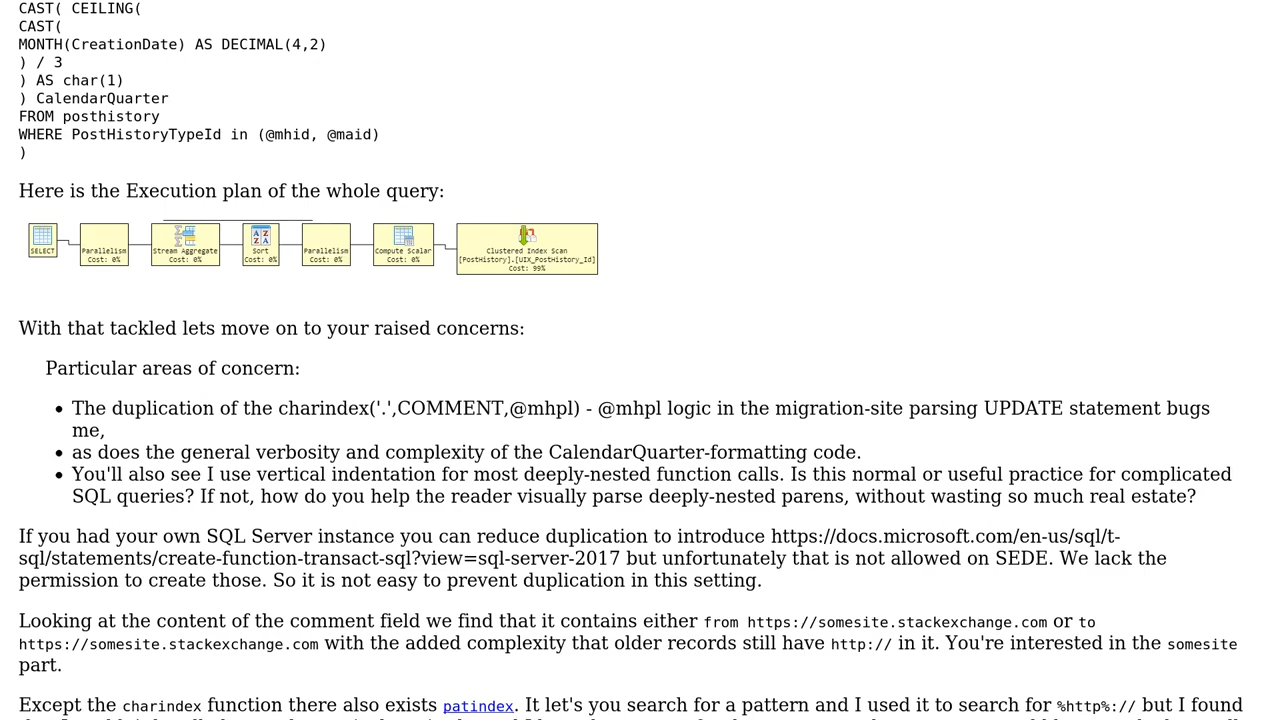 CAST( CEILING(
CAST(
MONTH(CreationDate) AS DECIMAL(4,2)
) / 3
) AS char(1)
) CalendarQuarter
FROM posthistory
WHERE PostHistoryTypeId in (@mhid, @maid)
)
Here is the Execution plan of the whole query:
SELECT
Parallelism
Cost: 0%
Stream Aggregate
Cost: 0%
Sort
Cost: 0%
Parallelism
Cost: 0%
Compute Scalar
Cost: 0%
Clustered Index Scan
[PostHistory].[UIX_PostHistory_Id]
Cost: 99%
With that tackled lets move on to your raised concerns:
Particular areas of concern:
• The duplication of the charindex('.',COMMENT,@mhpl) - @mhpl logic in the migration-site parsing UPDATE statement bugs
me,
• as does the general verbosity and complexity of the CalendarQuarter-formatting code.
• You'll also see I use vertical indentation for most deeply-nested function calls. Is this normal or useful practice for complicated
SQL queries? If not, how do you help the reader visually parse deeply-nested parens, without wasting so much real estate?
If you had your own SQL Server instance you can reduce duplication to introduce https://docs.microsoft.com/en-us/sql/t-
sql/statements/create-function-transact-sql?view=sql-server-2017 but unfortunately that is not allowed on SEDE. We lack the
permission to create those. So it is not easy to prevent duplication in this setting.
Looking at the content of the comment field we find that it contains either from https://somesite.stackexchange.com or to
https://somesite.stackexchange.com with the added complexity that older records still have http:// in it. You're interested in the somesite
part.
Except the charindex function there also exists patindex. It let's you search for a pattern and I used it to search for %http%:// but I found